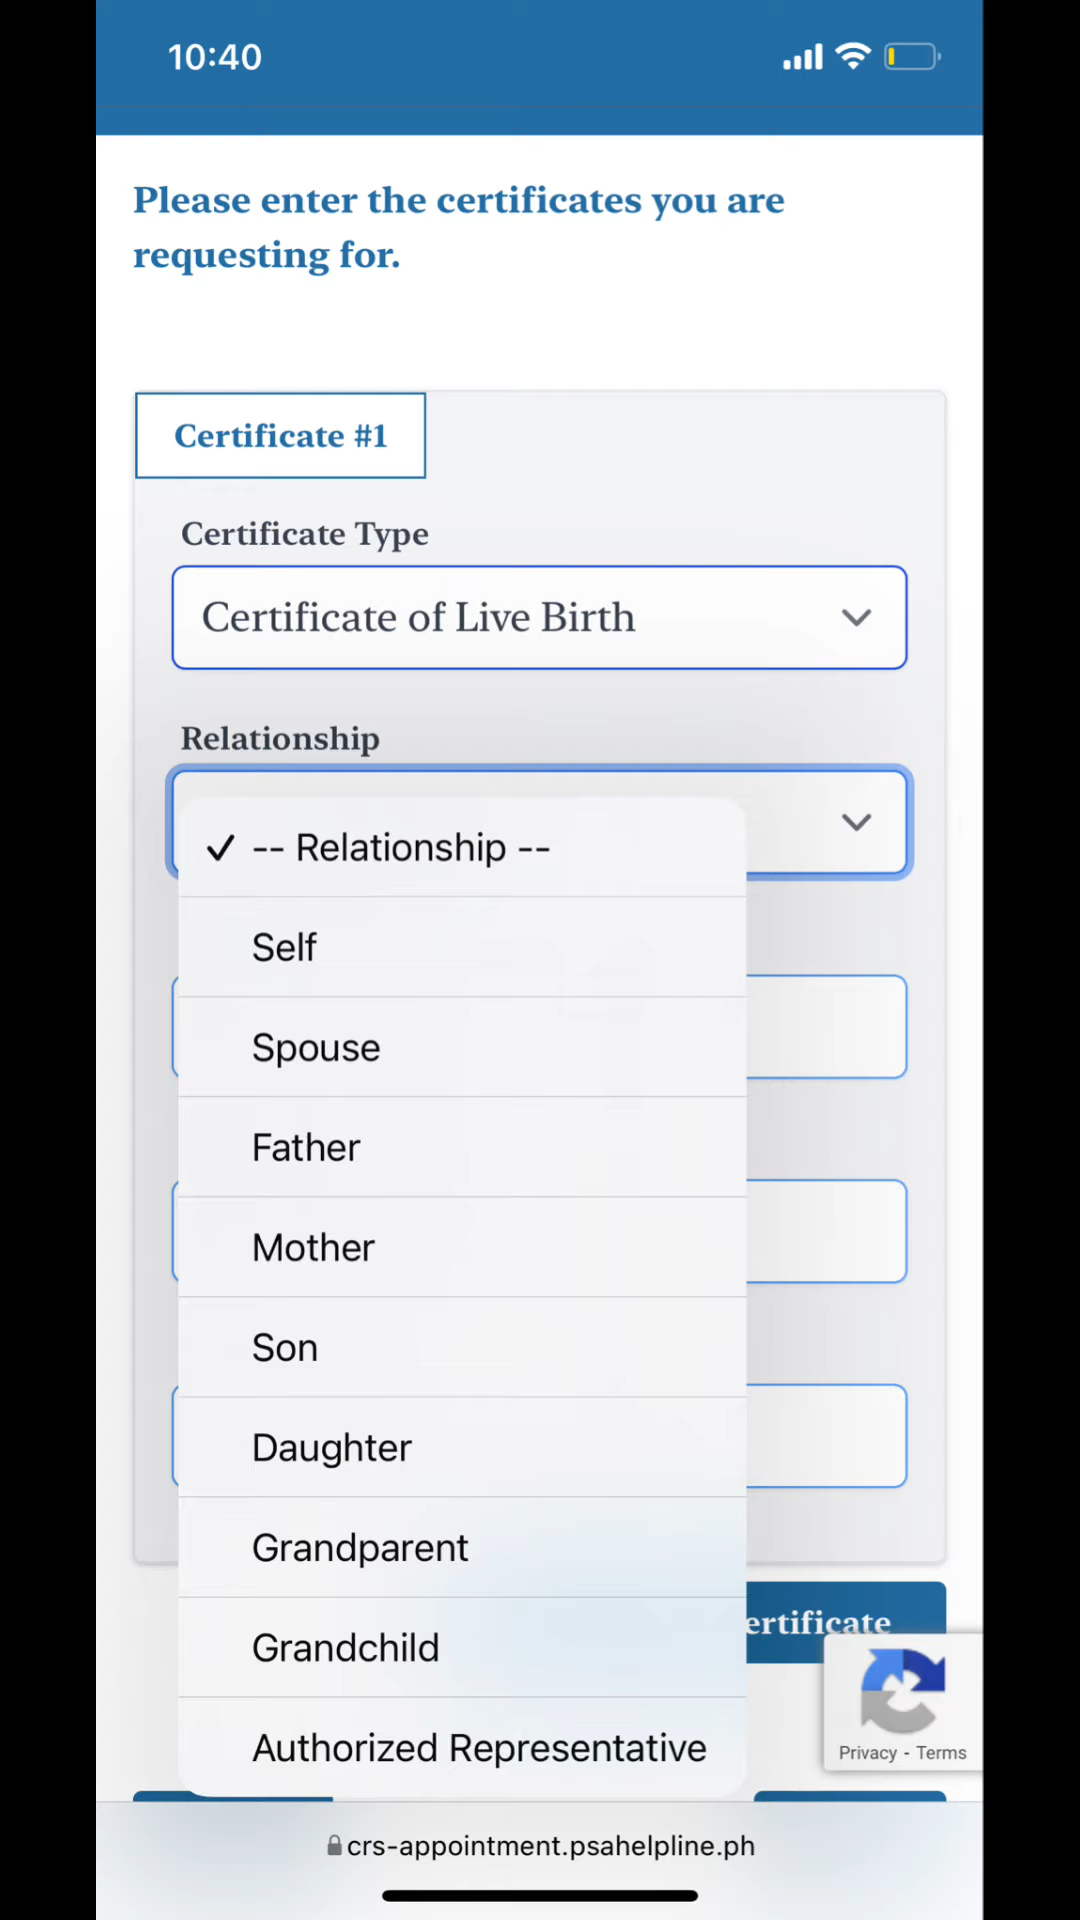 10:40
Please enter the certificates you are
requesting for.
Certificate #1
Certificate Type
Certificate of Live Birth
Relationship
✓ -- Relationship --
Self
Spouse
Father
Mother
Son
Daughter
Grandparent
Grandchild
Authorized Representative
ertificate
Privacy - Terms
crs-appointment.psahelpline.ph